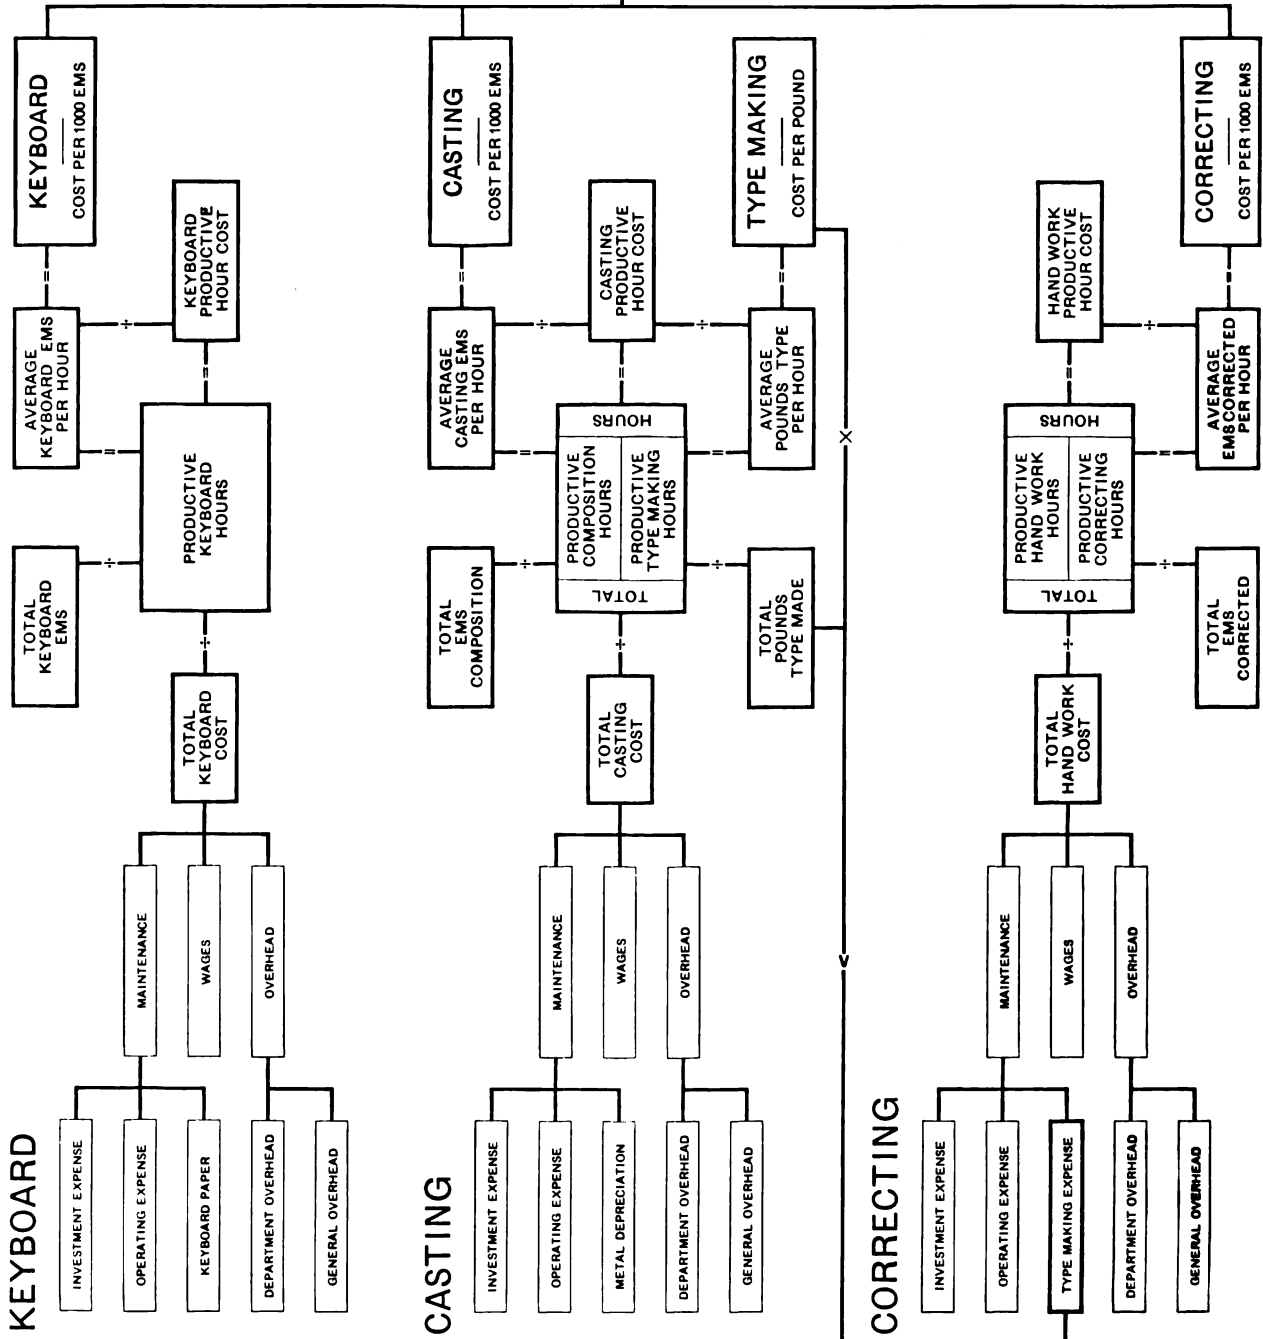 KEYBOARD
INVESTMENT EXPENSE
OPERATING EXPENSE
KEYBOARD PAPER
DEPARTMENT OVERHEAD
GENERAL OVERHEAD
MAINTENANCE
WAGES
OVERHEAD
TOTAL
KEYBOARD
COST
÷
TOTAL
KEYBOARD
EMS
÷
PRODUCTIVE
KEYBOARD
HOURS
=
=
AVERAGE
KEYBOARD EMS
PER HOUR
÷
KEYBOARD
PRODUCTIVE
HOUR COST
=
KEYBOARD
COST PER 1000 EMS
CASTING
INVESTMENT EXPENSE
OPERATING EXPENSE
METAL DEPRECIATION
DEPARTMENT OVERHEAD
GENERAL OVERHEAD
MAINTENANCE
WAGES
OVERHEAD
TOTAL
CASTING
COST
÷
TOTAL
EMS
COMPOSITION
÷
TOTAL
PRODUCTIVE
COMPOSITION
HOURS
PRODUCTIVE
TYPE MAKING
HOURS
HOURS
÷
TOTAL
POUNDS
TYPE MADE
=
=
=
AVERAGE
CASTING EMS
PER HOUR
÷
CASTING
PRODUCTIVE
HOUR COST
÷
AVERAGE
POUNDS TYPE
PER HOUR
=
CASTING
COST PER 1000 EMS
=
TYPE MAKING
COST PER POUND
X
CORRECTING
INVESTMENT EXPENSE
OPERATING EXPENSE
TYPE MAKING EXPENSE
DEPARTMENT OVERHEAD
GENERAL OVERHEAD
MAINTENANCE
WAGES
OVERHEAD
TOTAL
HAND WORK
COST
÷
TOTAL
PRODUCTIVE
HAND WORK
HOURS
PRODUCTIVE
CORRECTING
HOURS
HOURS
÷
TOTAL
EMS
CORRECTED
=
=
HAND WORK
PRODUCTIVE
HOUR COST
÷
AVERAGE
EMS CORRECTED
PER HOUR
=
CORRECTING
COST PER 1000 EMS